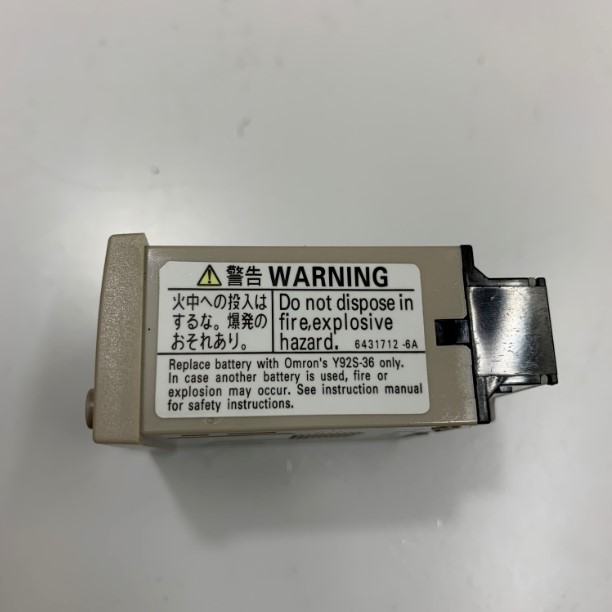 警告 WARNING
火中への投入は
するな。爆発の
おそれあり。
Do not dispose in
fire,explosive
hazard. 6431712 -6A
Replace battery with Omron's Y92S-36 only.
In case another battery is used, fire or
explosion may occur. See instruction manual
for safety instructions.